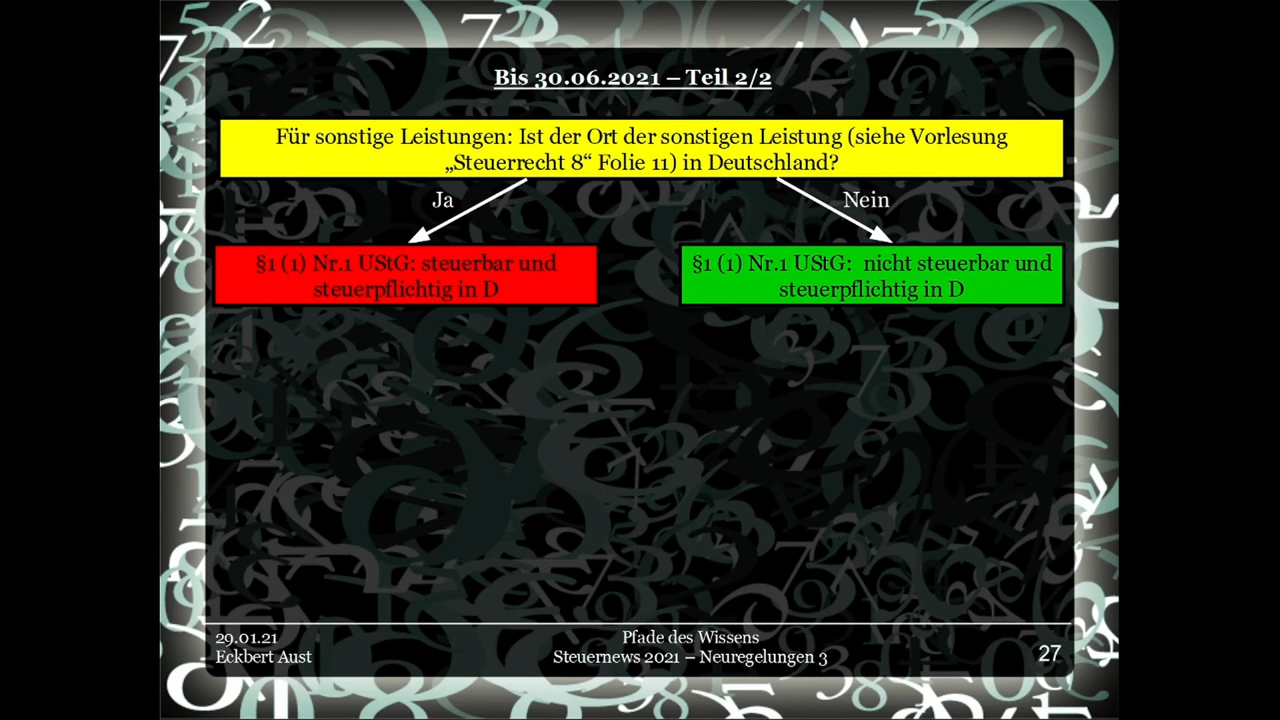 Bis 30.06.2021 – Teil 2/2
Für sonstige Leistungen: Ist der Ort der sonstigen Leistung (siehe Vorlesung
„Steuerrecht 8“ Folie 11) in Deutschland?
Ja
Nein
§1 (1) Nr.1 UStG: steuerbar und
steuerpflichtig in D
§1 (1) Nr.1 UStG: nicht steuerbar und
steuerpflichtig in D
29.01.21
Eckbert Aust
Pfade des Wissens
Steuernews 2021 – Neuregelungen 3
27